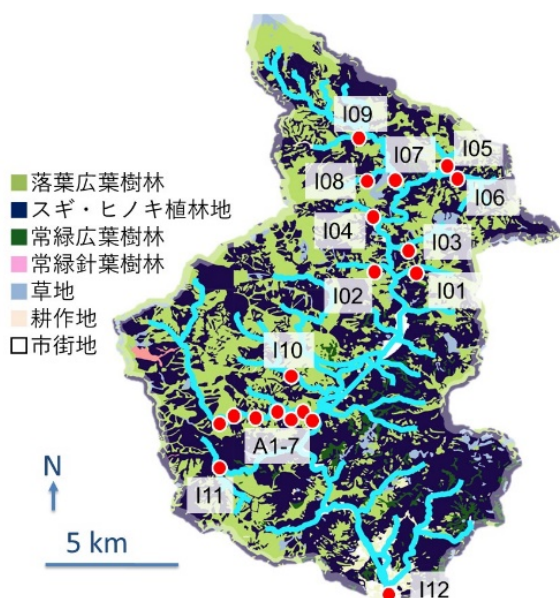 I09
I05
I07
I08
I06
I04
I03
I02
I01
I10
A1-7
I11
I12
落葉広葉樹林
スギ・ヒノキ植林地
常緑広葉樹林
常緑針葉樹林
草地
耕作地
市街地
N
5 km